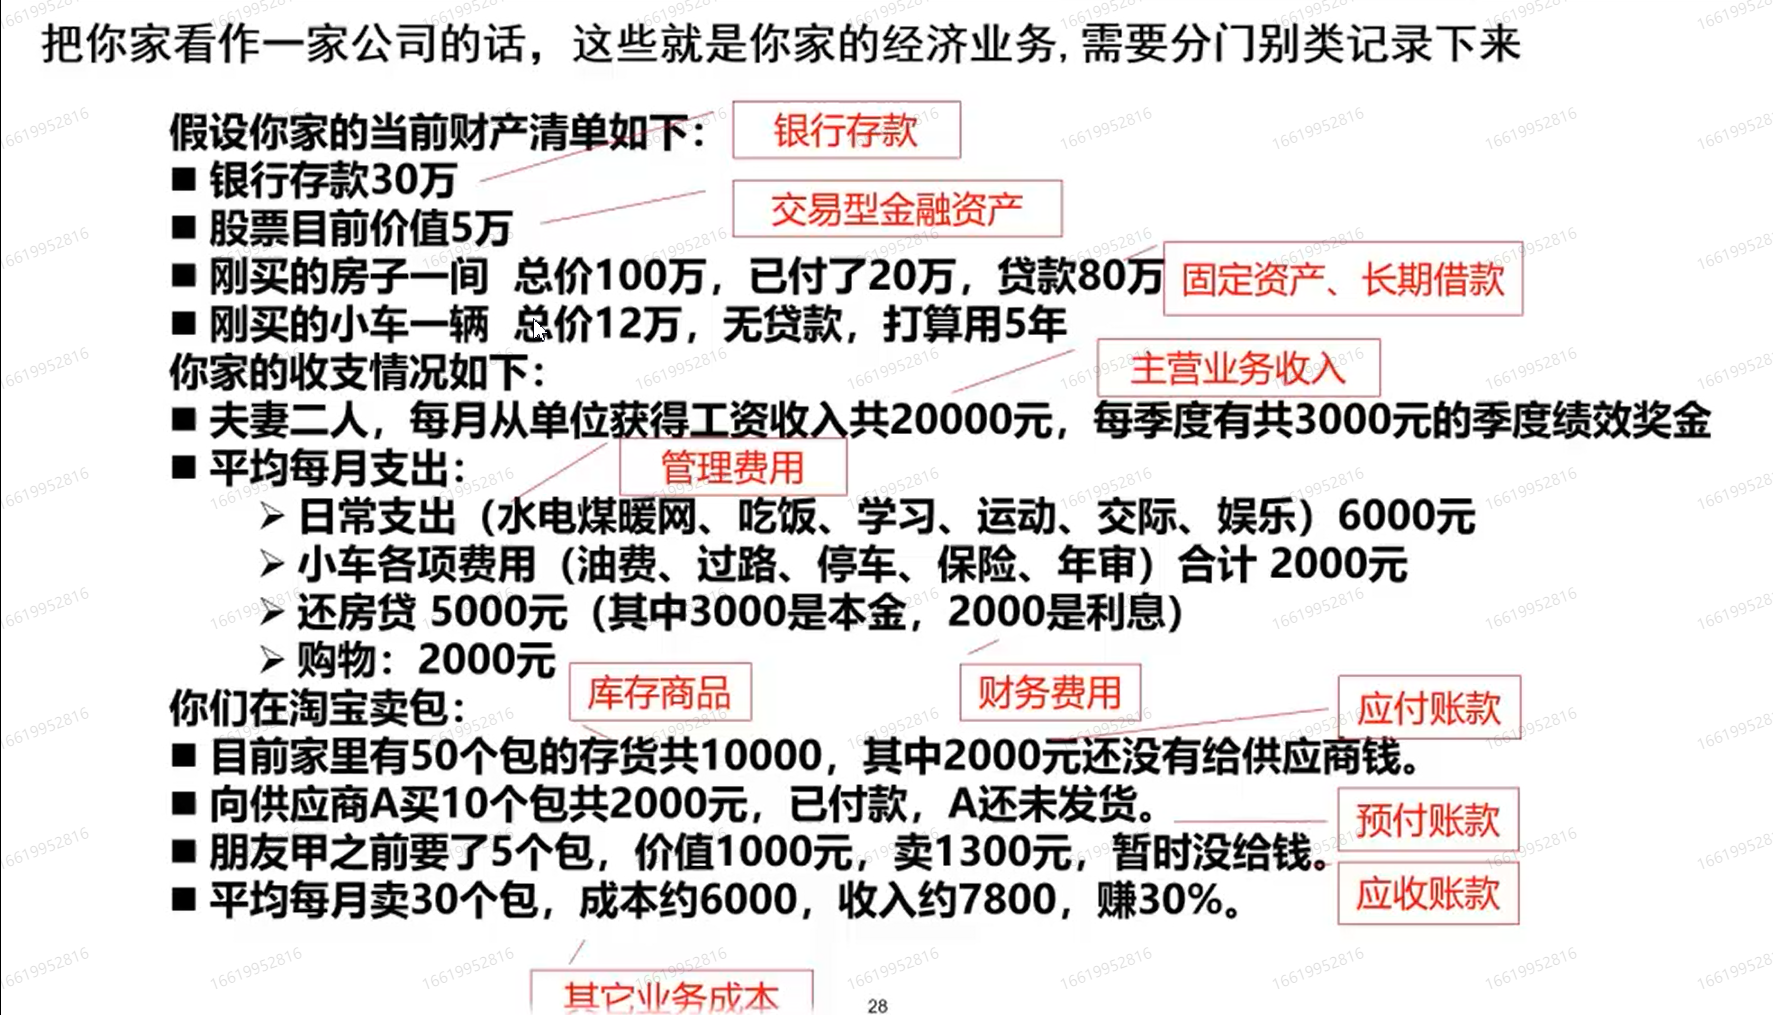 把你家看作一家公司的话，这些就是你家的经济业务,需要分门别类记录下来
假设你家的当前财产清单如下：
银行存款
■ 银行存款30万
■ 股票目前价值5万
交易型金融资产
■ 刚买的房子一间 总价100万，已付了20万，贷款80万
固定资产、长期借款
■ 刚买的小车一辆 总价12万，无贷款，打算用5年
你家的收支情况如下：
主营业务收入
■ 夫妻二人，每月从单位获得工资收入共20000元，每季度有共3000元的季度绩效奖金
■ 平均每月支出：
管理费用
➢ 日常支出（水电煤暖网、吃饭、学习、运动、交际、娱乐）6000元
➢ 小车各项费用（油费、过路、停车、保险、年审）合计 2000元
➢ 还房贷 5000元（其中3000是本金，2000是利息）
➢ 购物：2000元
库存商品
财务费用
应付账款
你们在淘宝卖包：
■ 目前家里有50个包的存货共10000，其中2000元还没有给供应商钱。
■ 向供应商A买10个包共2000元，已付款，A还未发货。
预付账款
■ 朋友甲之前要了5个包，价值1000元，卖1300元，暂时没给钱。
应收账款
■ 平均每月卖30个包，成本约6000，收入约7800，赚30%。
其它业务成本
28
16619952816